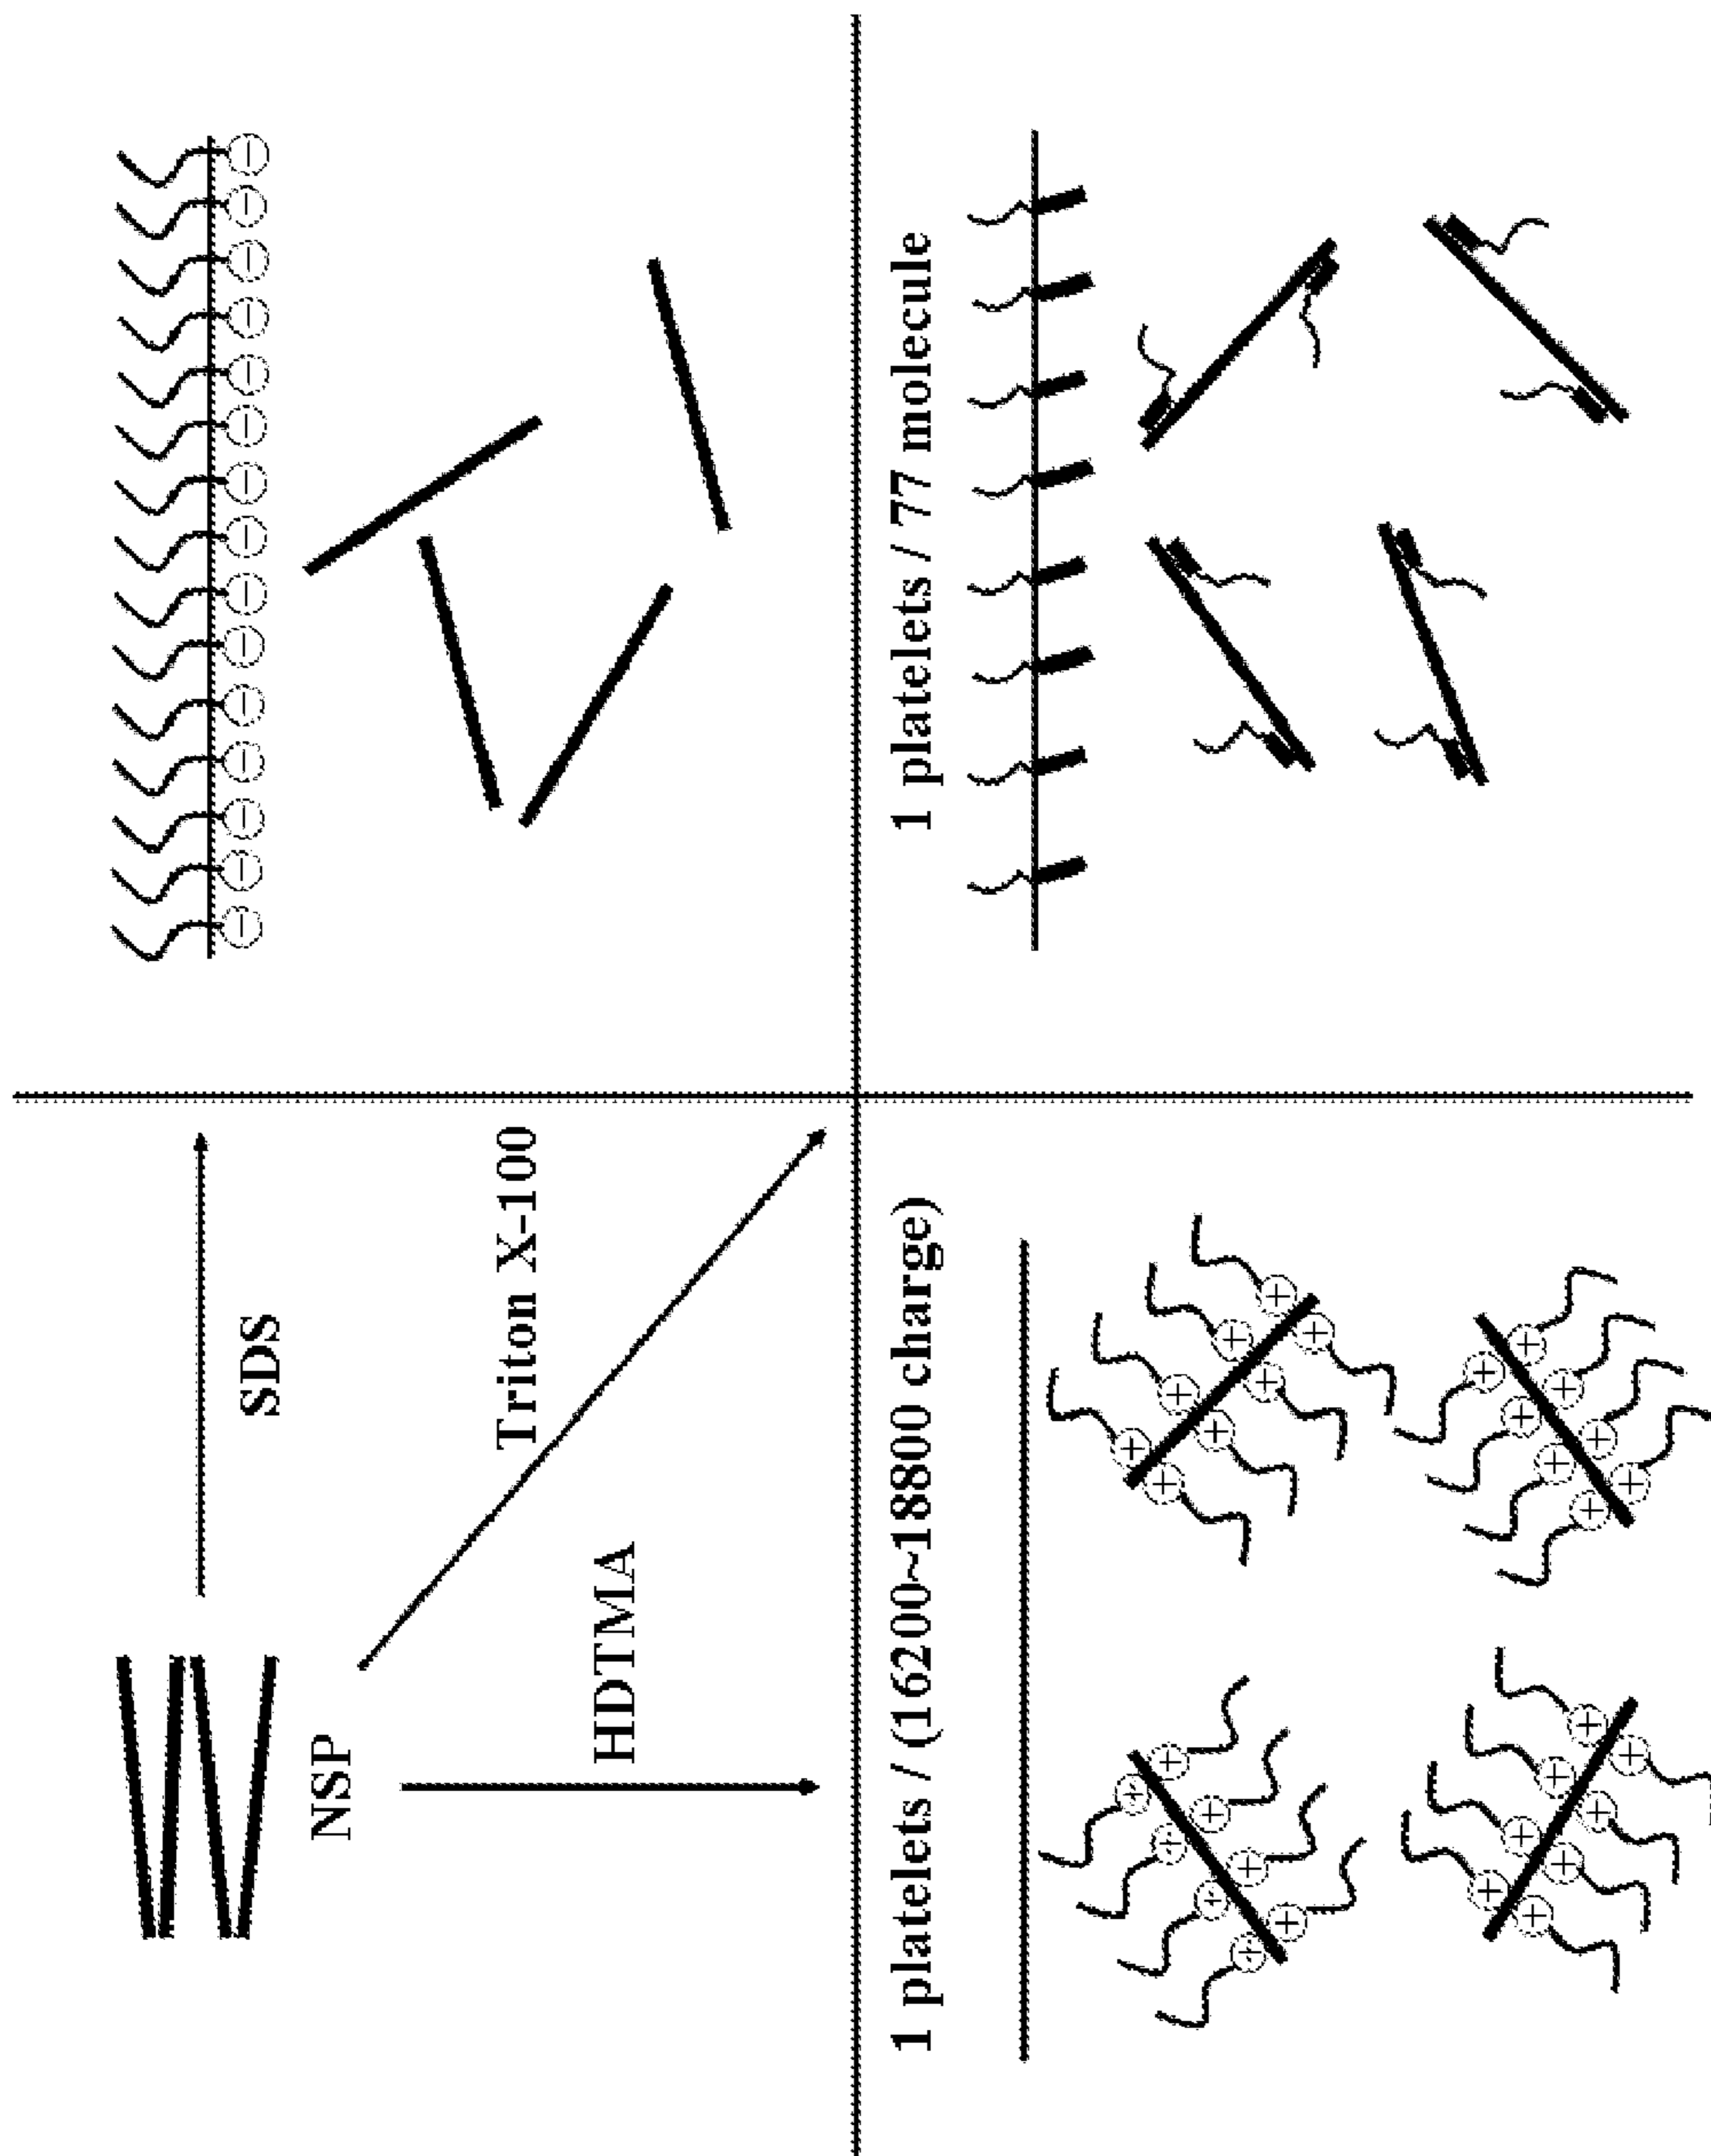 NSP
SDS
Triton X-100
HDTMA
1 platelets / (16200~18800 charge)
1 platelets / 77 molecule